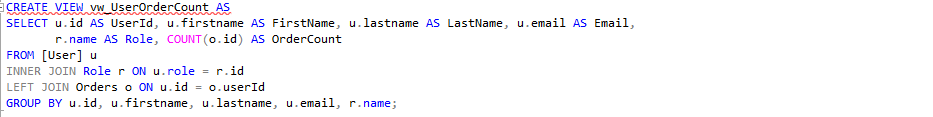 CREATE VIEW vw_UserOrderCount AS
SELECT u.id AS UserId, u.firstname AS FirstName, u.lastname AS LastName, u.email AS Email,
r.name AS Role, COUNT(o.id) AS OrderCount
FROM [User] u
INNER JOIN Role r ON u.role = r.id
LEFT JOIN Orders o ON u.id = o.userId
GROUP BY u.id, u.firstname, u.lastname, u.email, r.name;